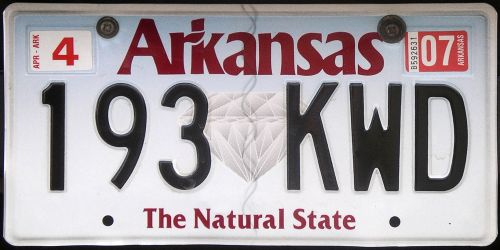 APR - ARK
4
Arkansas
07
B592631
ARKANSAS
193 KWD
The Natural State